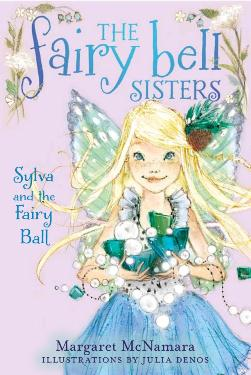 THE
fairy bell
SISTERS
Sylva
and the
Fairy
Ball
Margaret McNamara
ILLUSTRATIONS BY JULIA DENOS